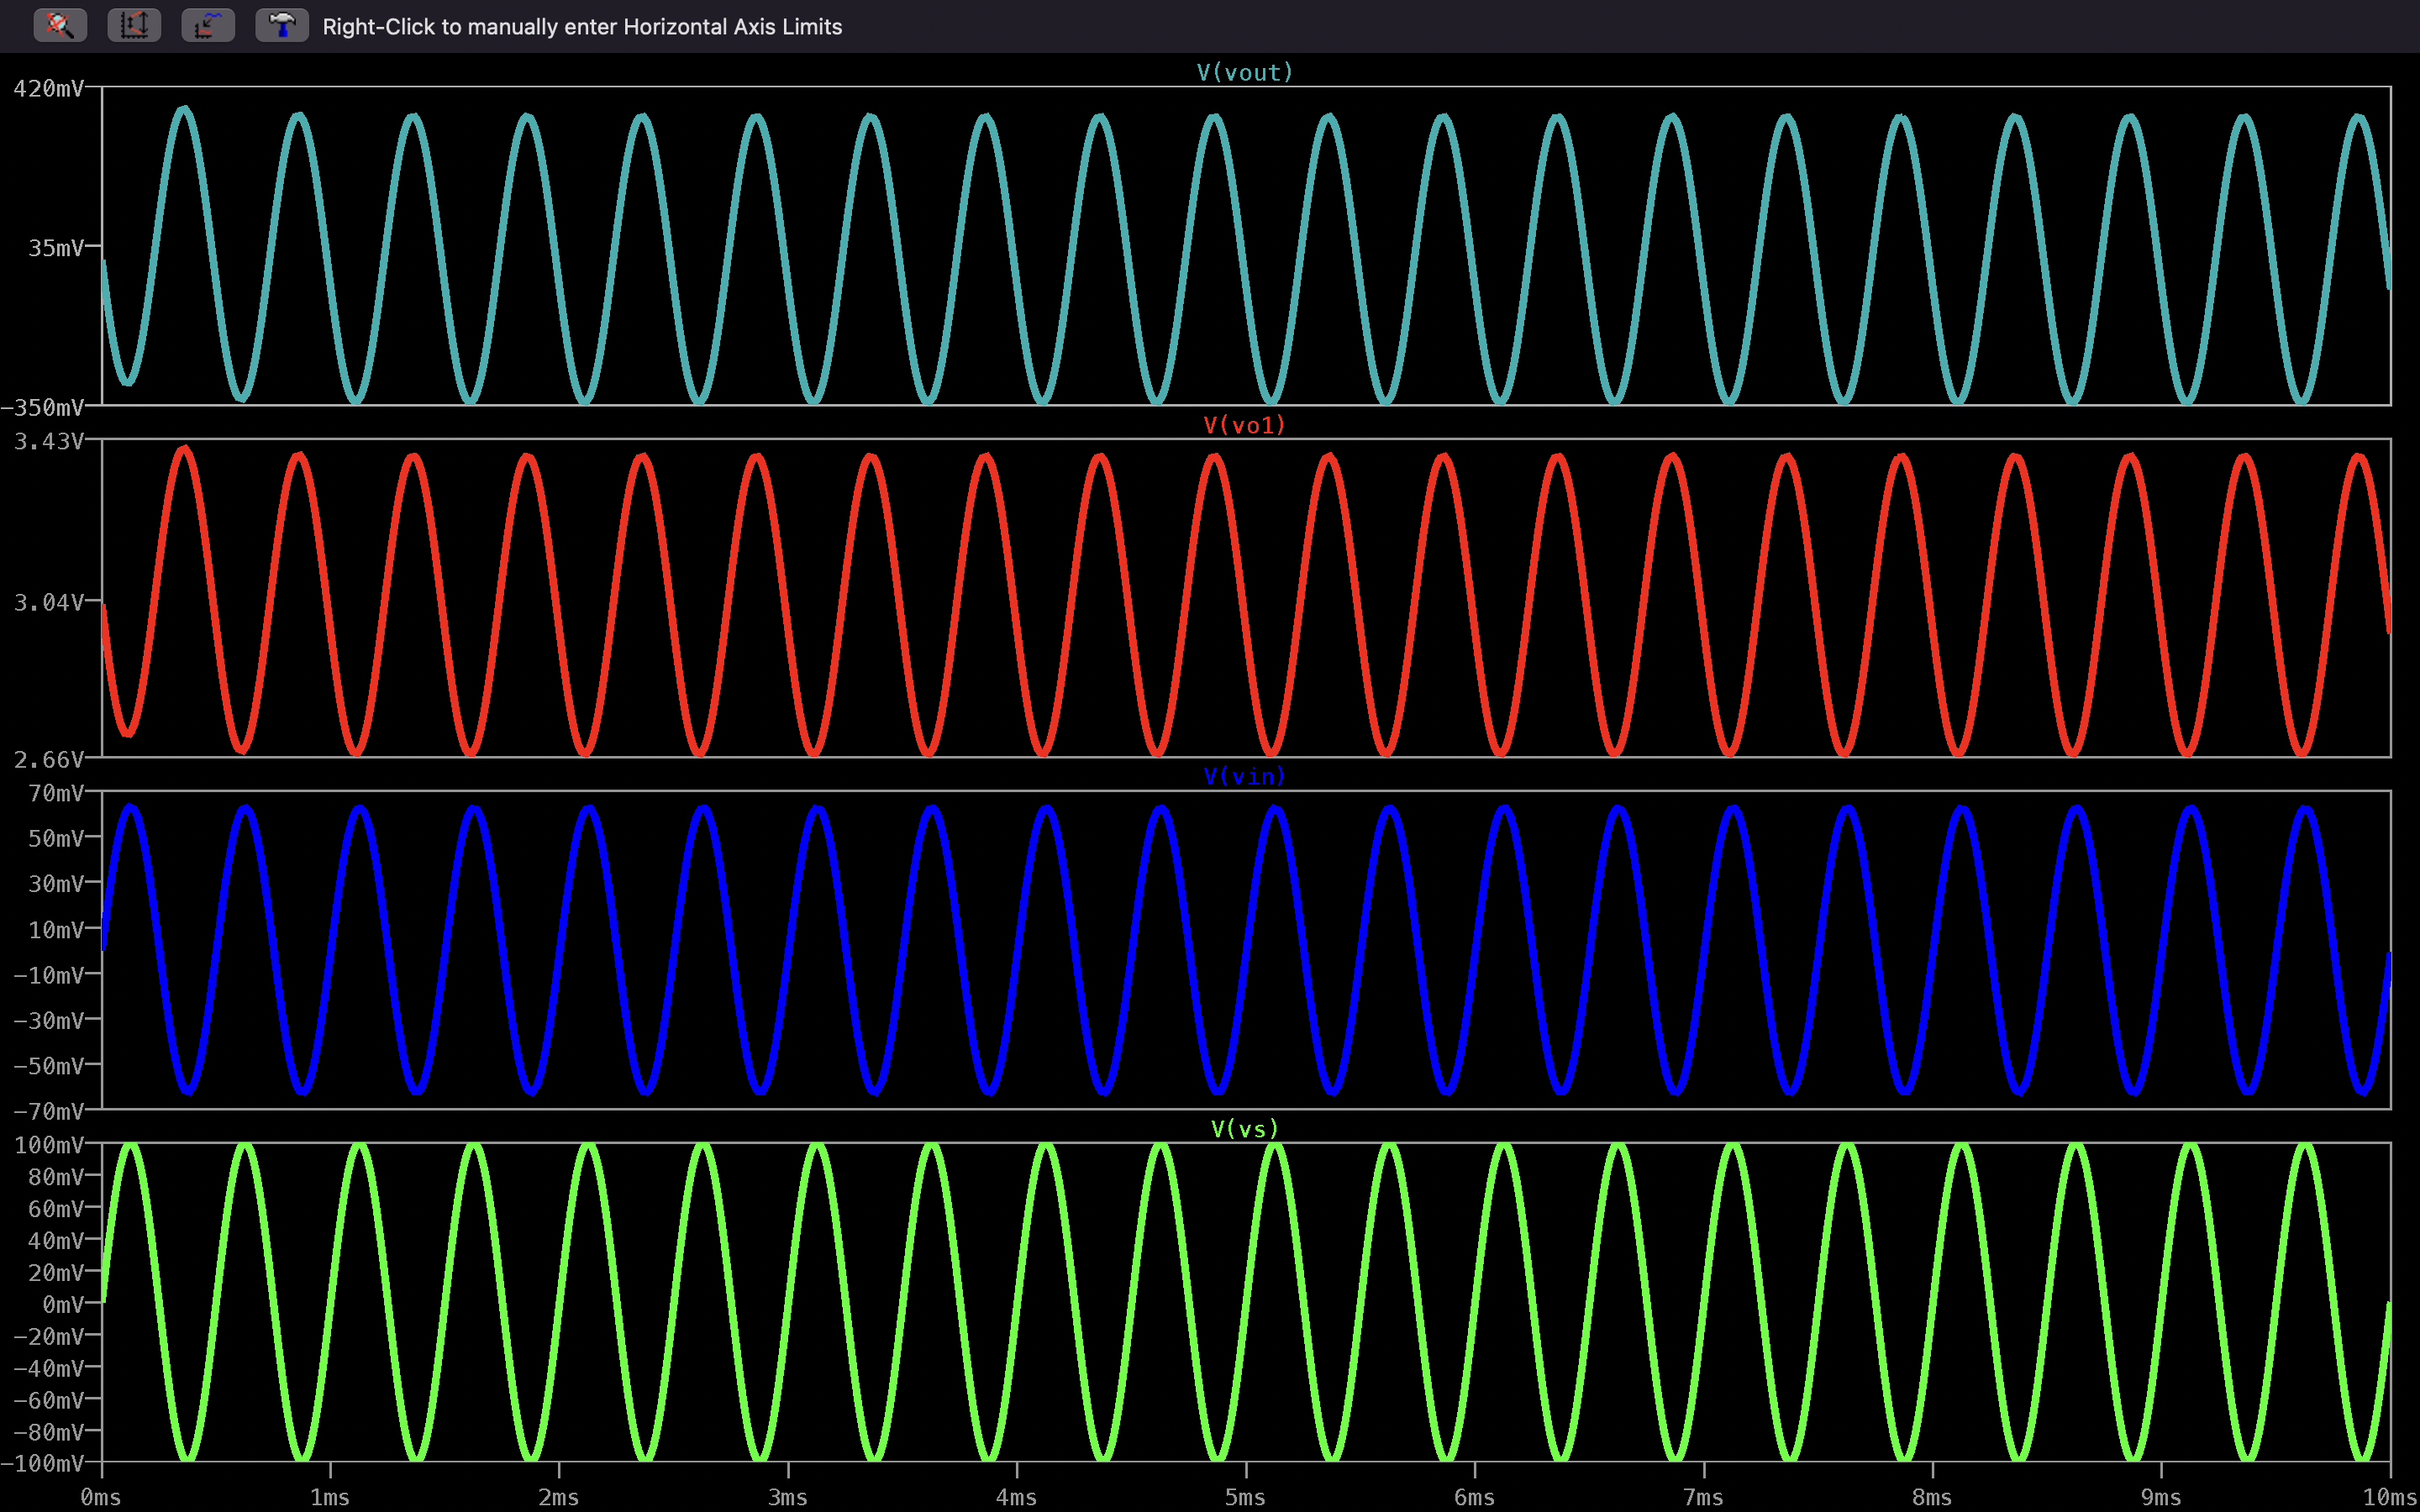 Right-Click to manually enter Horizontal Axis Limits
V(vout)
420mV
35mV
−350mV
V(vo1)
3.43V
3.04V
2.66V
V(vin)
70mV
50mV
30mV
10mV
−10mV
−30mV
−50mV
−70mV
V(vs)
100mV
80mV
60mV
40mV
20mV
0mV
−20mV
−40mV
−60mV
−80mV
−100mV
0ms 1ms 2ms 3ms 4ms 5ms 6ms 7ms 8ms 9ms 10ms